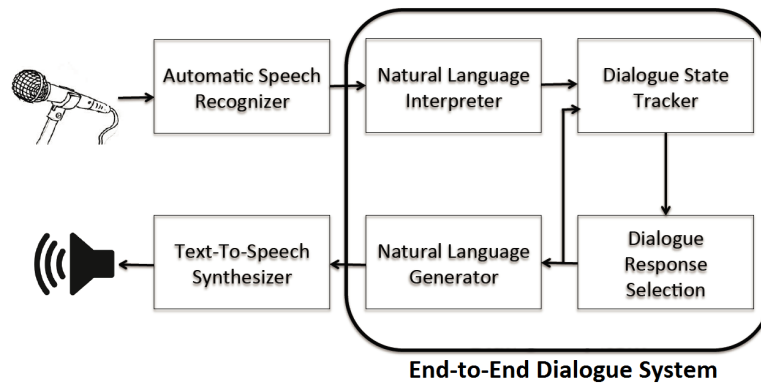 Automatic Speech
Recognizer
Natural Language
Interpreter
Dialogue State
Tracker
Text-To-Speech
Synthesizer
Natural Language
Generator
Dialogue
Response
Selection
End-to-End Dialogue System